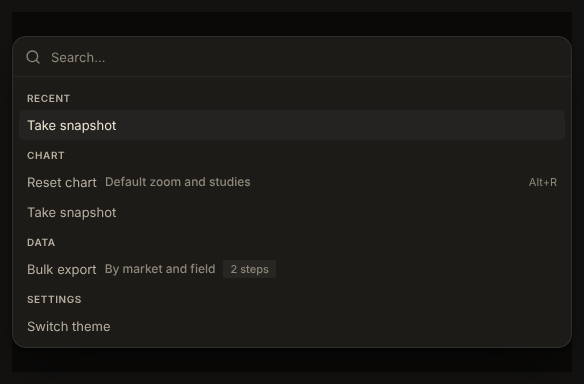 Search...
RECENT
Take snapshot
CHART
Reset chart Default zoom and studies Alt+R
Take snapshot
DATA
Bulk export By market and field 2 steps
SETTINGS
Switch theme